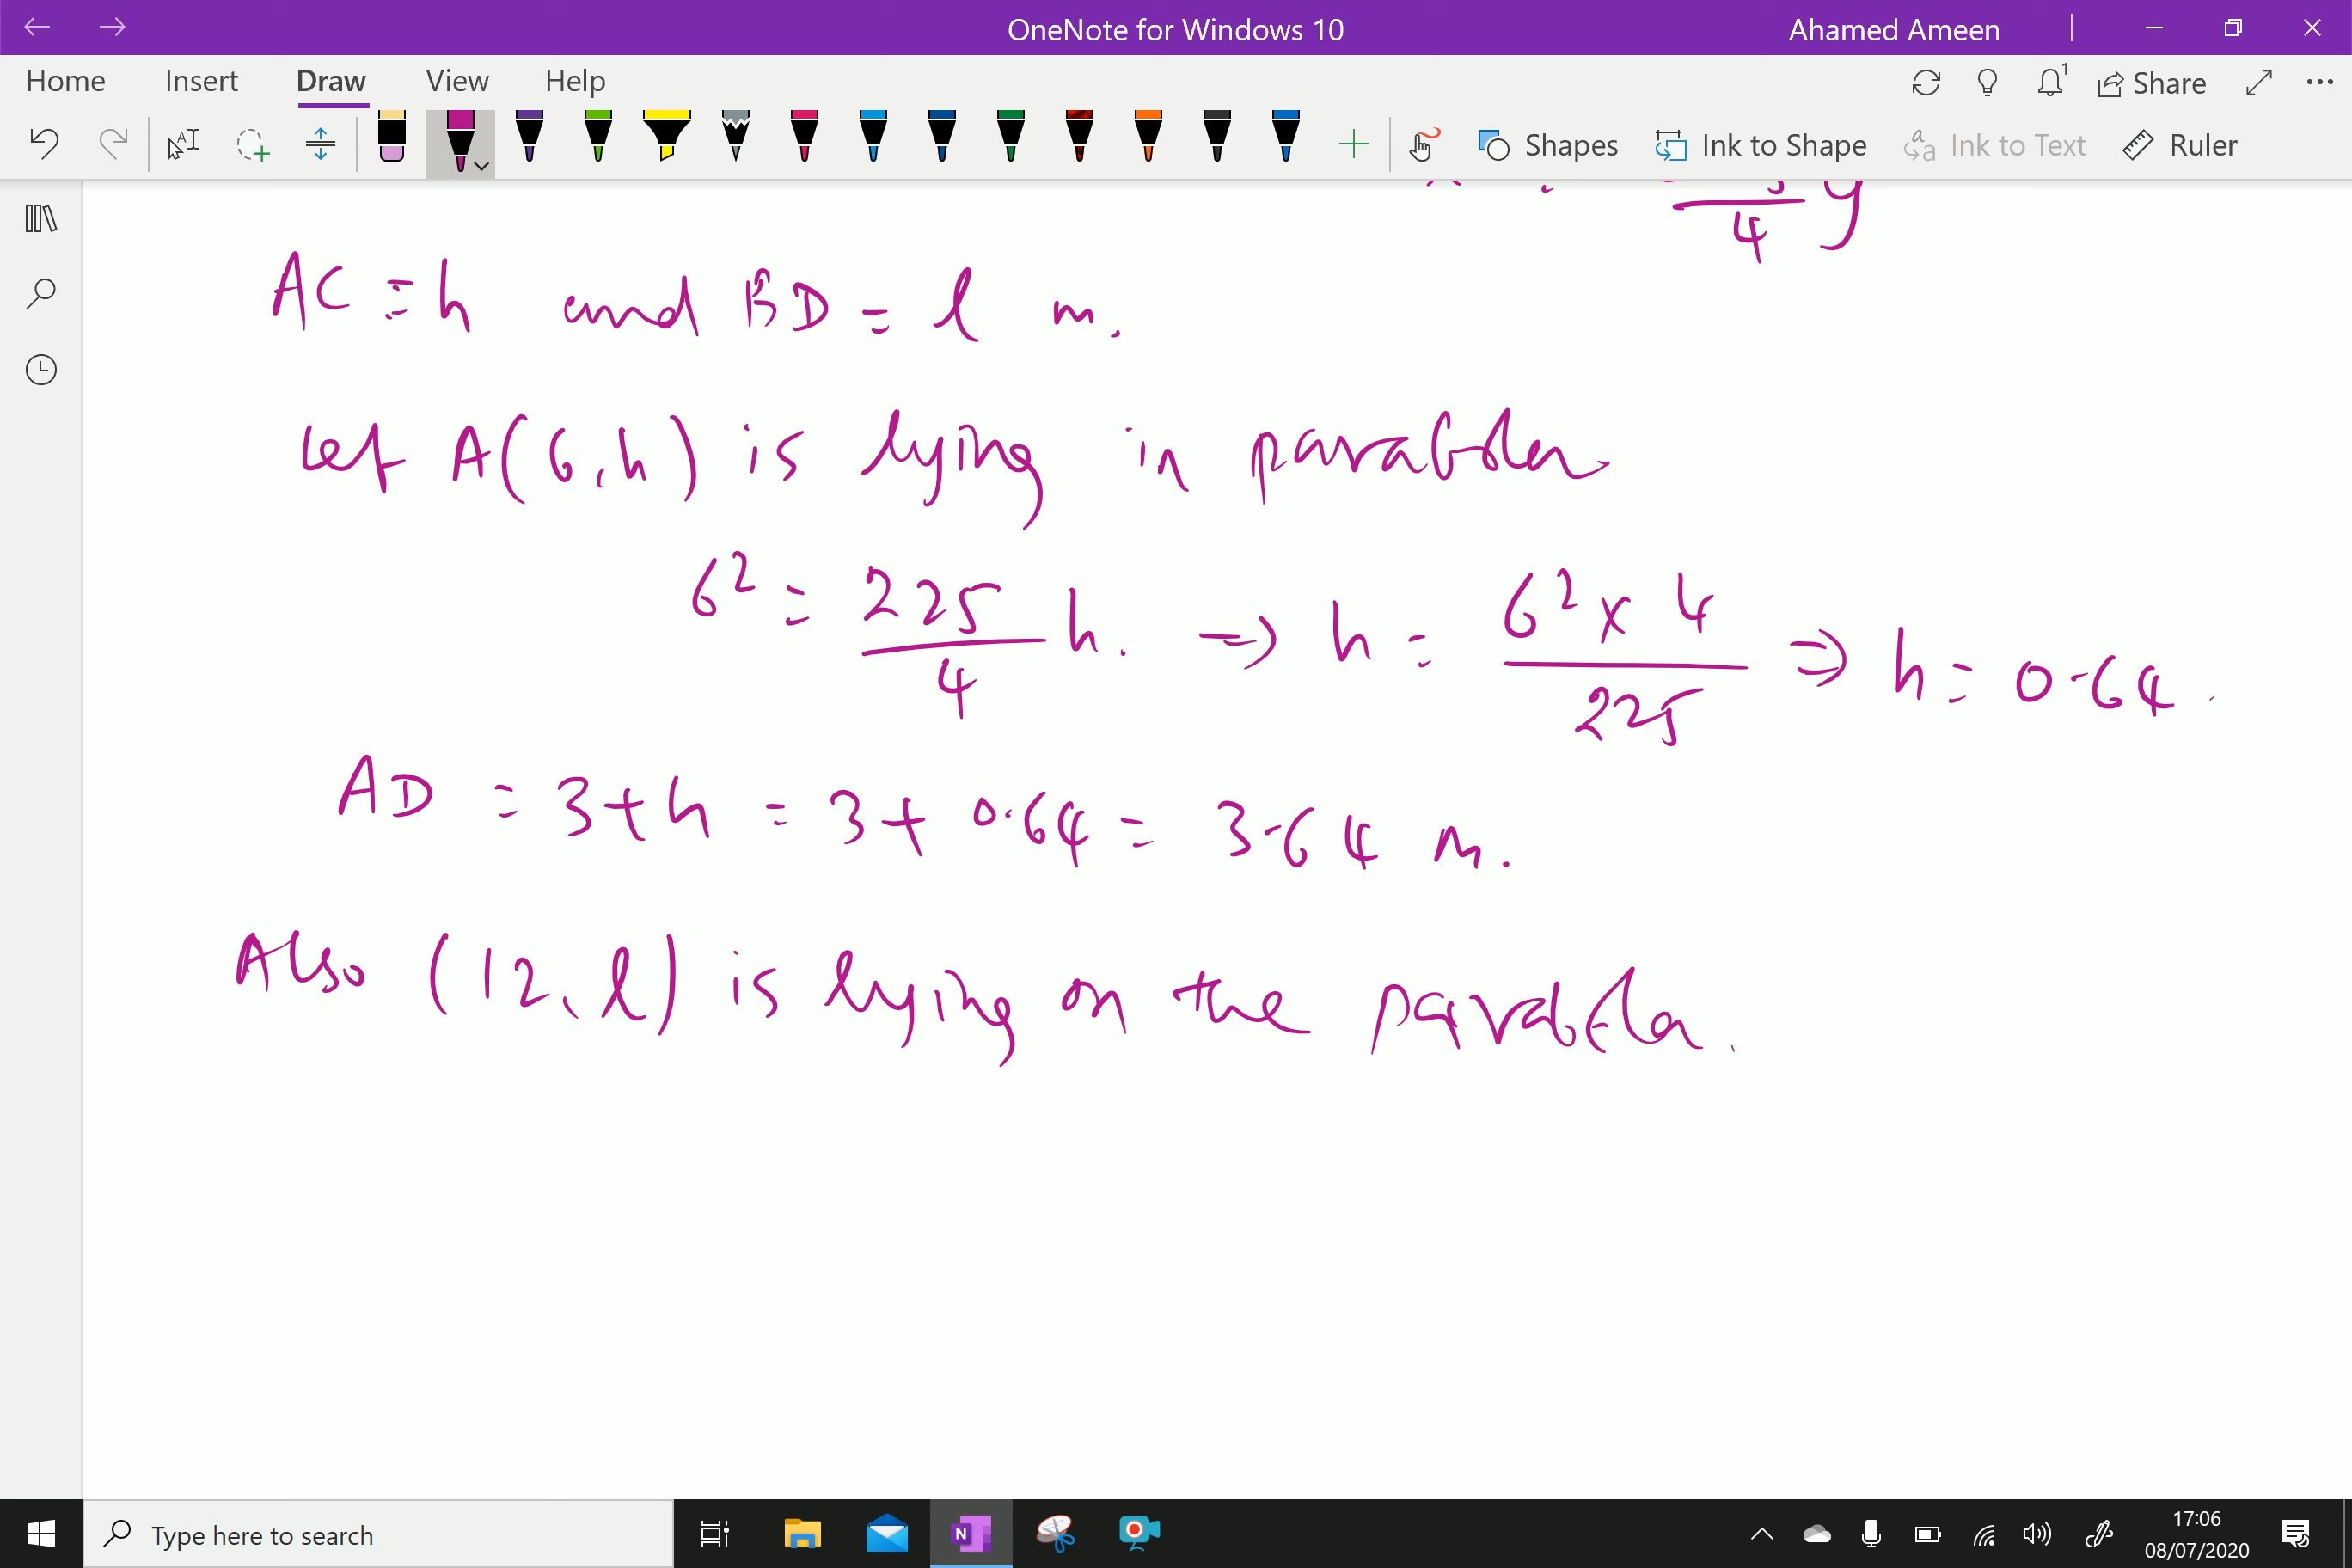 OneNote for Windows 10
Ahamed Ameen
Home Insert Draw View Help
Share
Shapes Ink to Shape Ink to Text Ruler
4 y
AC = h and BD = l m.
Let A(6, h) is lying in parabola
6² = 225/4 h. ⇒ h = 6² × 4/225 ⇒ h = 0.64.
AD = 3+h = 3+ 0.64 = 3.64 m.
Also (12, l) is lying on the parabola.
Type here to search
17:06
08/07/2020